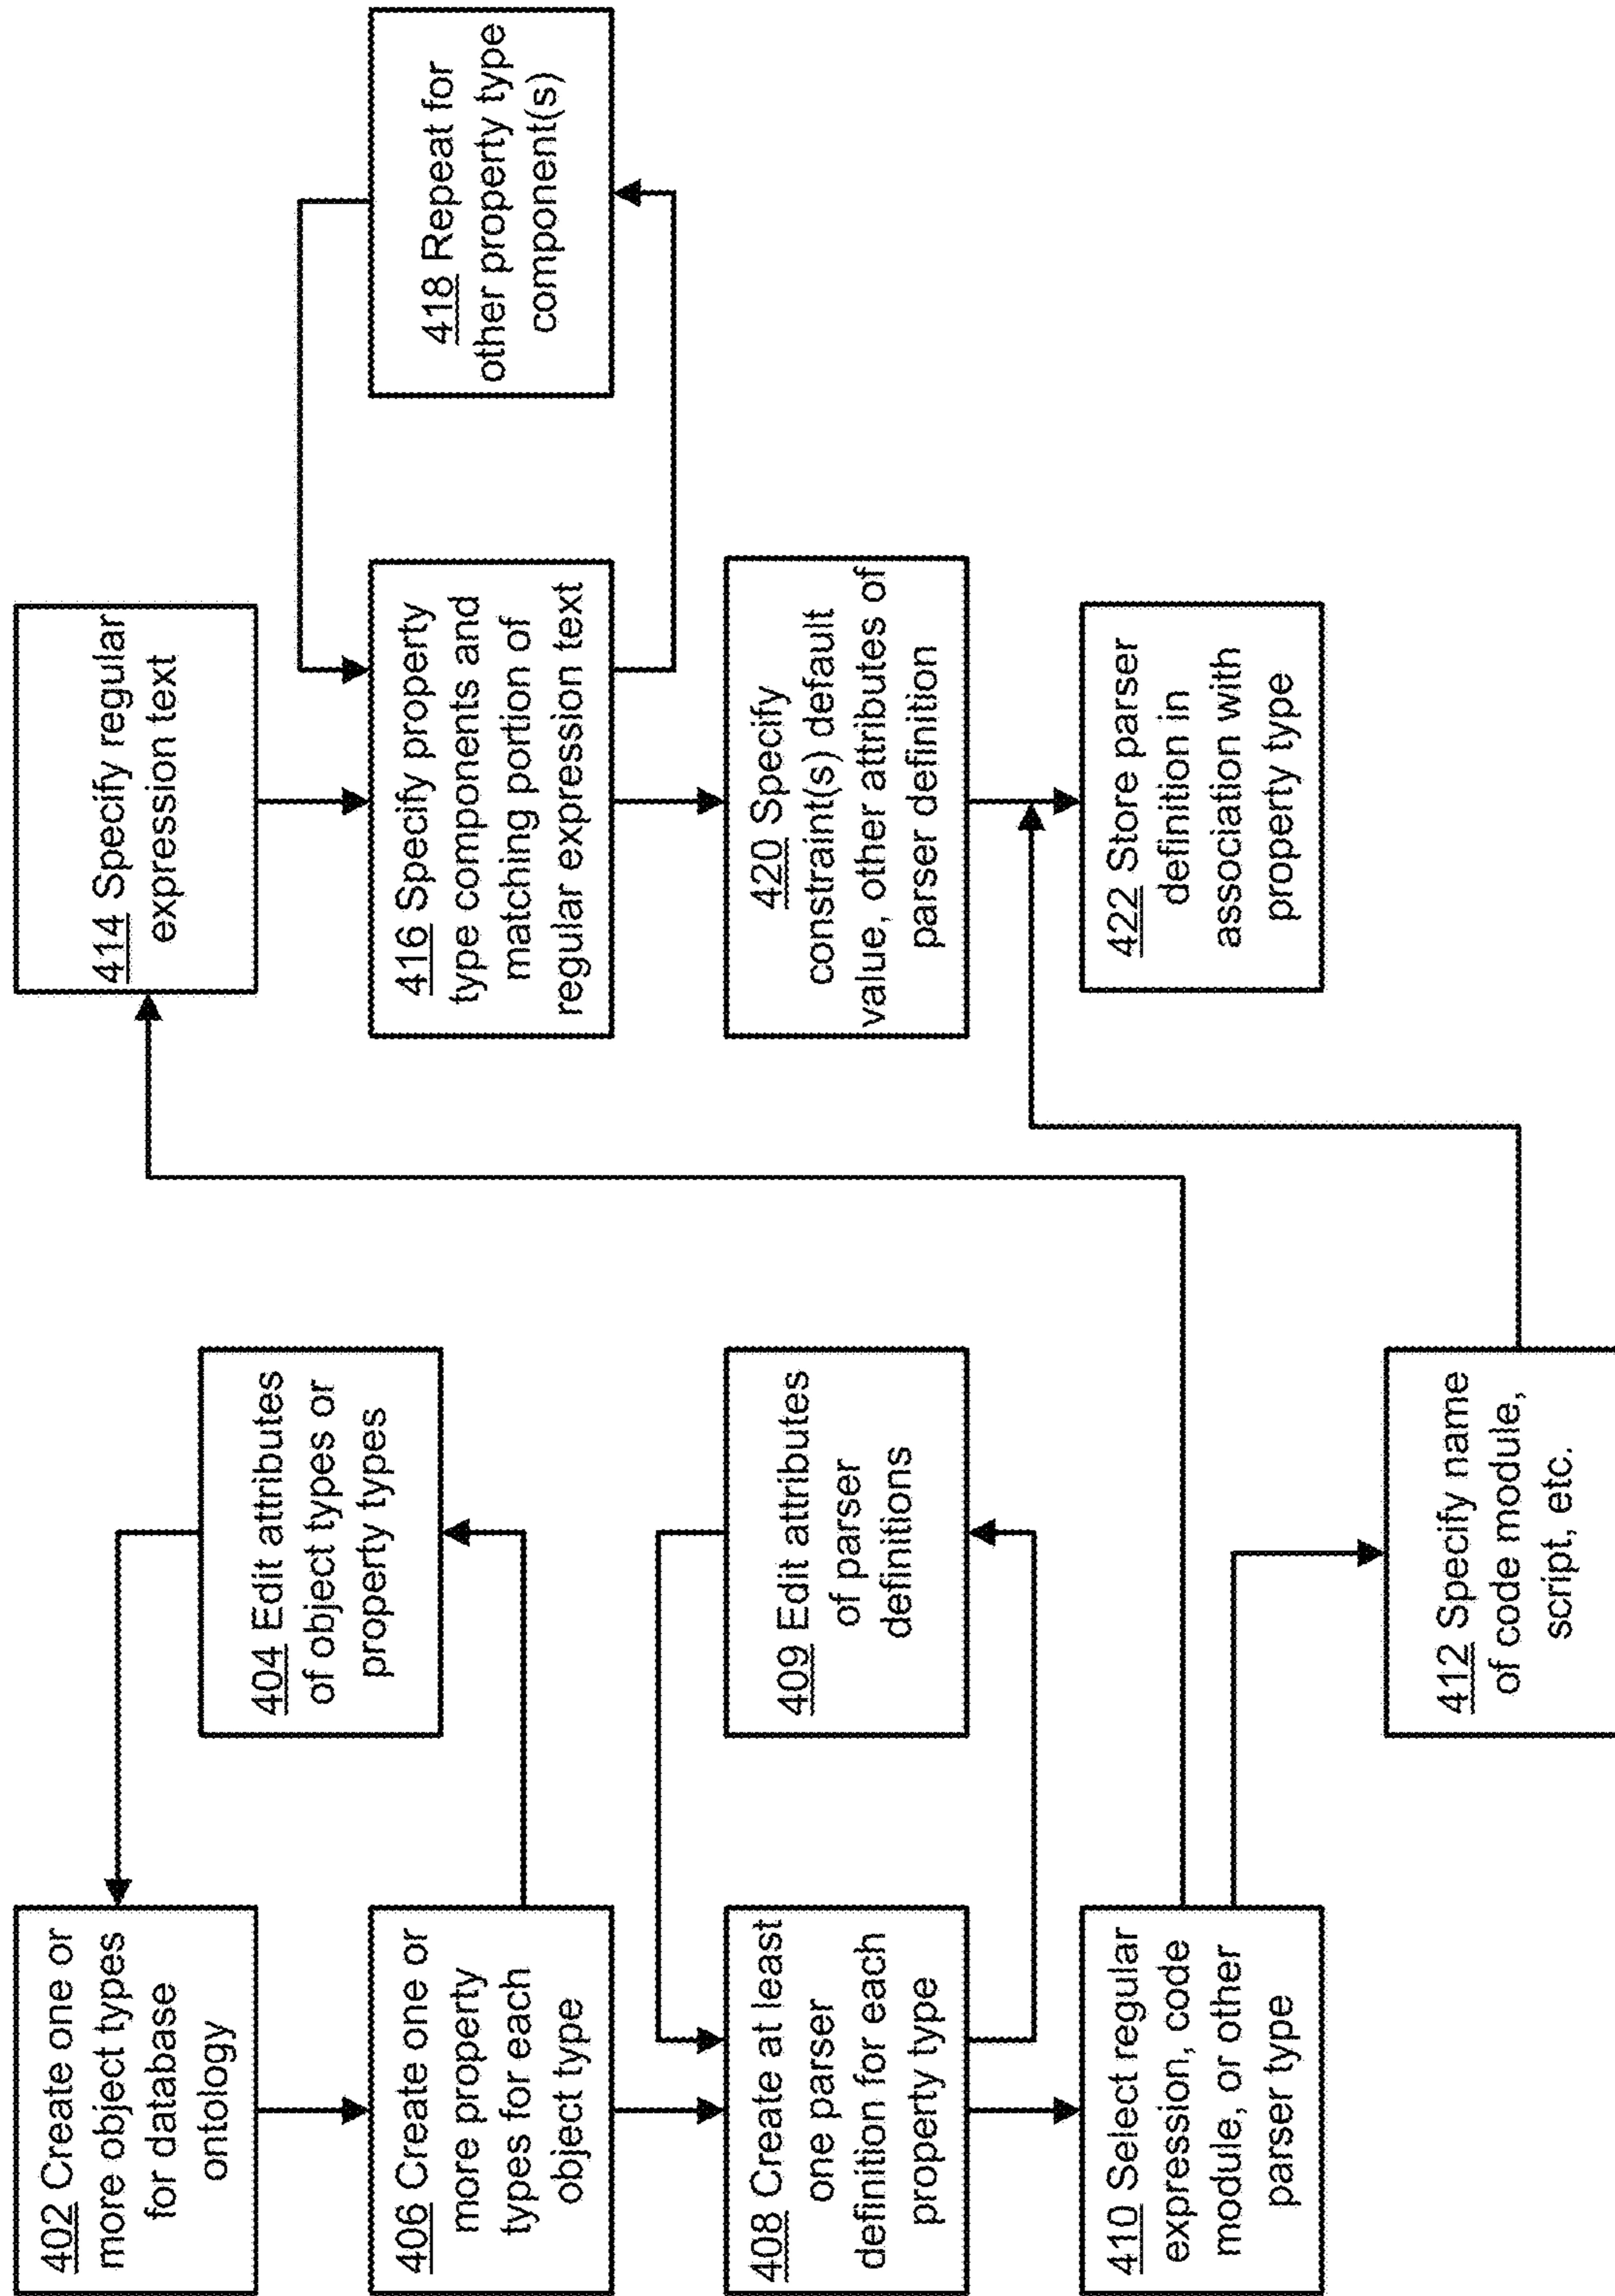 402 Create one or
more object types
for database
ontology
404 Edit attributes
of object types or
property types
406 Create one or
more property
types for each
object type
408 Create at least
one parser
definition for each
property type
409 Edit attributes
of parser
definitions
410 Select regular
expression, code
module, or other
parser type
412 Specify name
of code module,
script, etc.
414 Specify regular
expression text
416 Specify property
type components and
matching portion of
regular expression text
418 Repeat for
other property type
component(s)
420 Specify
constraint(s) default
value, other attributes of
parser definition
422 Store parser
definition in
association with
property type